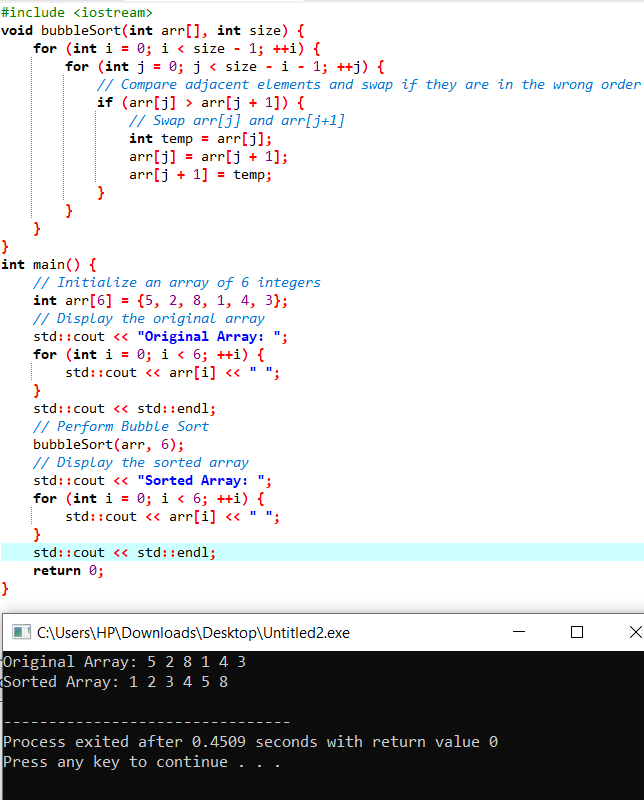 #include <iostream>
void bubbleSort(int arr[], int size) {
    for (int i = 0; i < size - 1; ++i) {
        for (int j = 0; j < size - i - 1; ++j) {
            // Compare adjacent elements and swap if they are in the wrong order
            if (arr[j] > arr[j + 1]) {
                // Swap arr[j] and arr[j+1]
                int temp = arr[j];
                arr[j] = arr[j + 1];
                arr[j + 1] = temp;
            }
        }
    }
}
int main() {
    // Initialize an array of 6 integers
    int arr[6] = {5, 2, 8, 1, 4, 3};
    // Display the original array
    std::cout << "Original Array: ";
    for (int i = 0; i < 6; ++i) {
        std::cout << arr[i] << " ";
    }
    std::cout << std::endl;
    // Perform Bubble Sort
    bubbleSort(arr, 6);
    // Display the sorted array
    std::cout << "Sorted Array: ";
    for (int i = 0; i < 6; ++i) {
        std::cout << arr[i] << " ";
    }
    std::cout << std::endl;
    return 0;
}
C:\Users\HP\Downloads\Desktop\Untitled2.exe
Original Array: 5 2 8 1 4 3
Sorted Array: 1 2 3 4 5 8
--------------------------------
Process exited after 0.4509 seconds with return value 0
Press any key to continue . . .